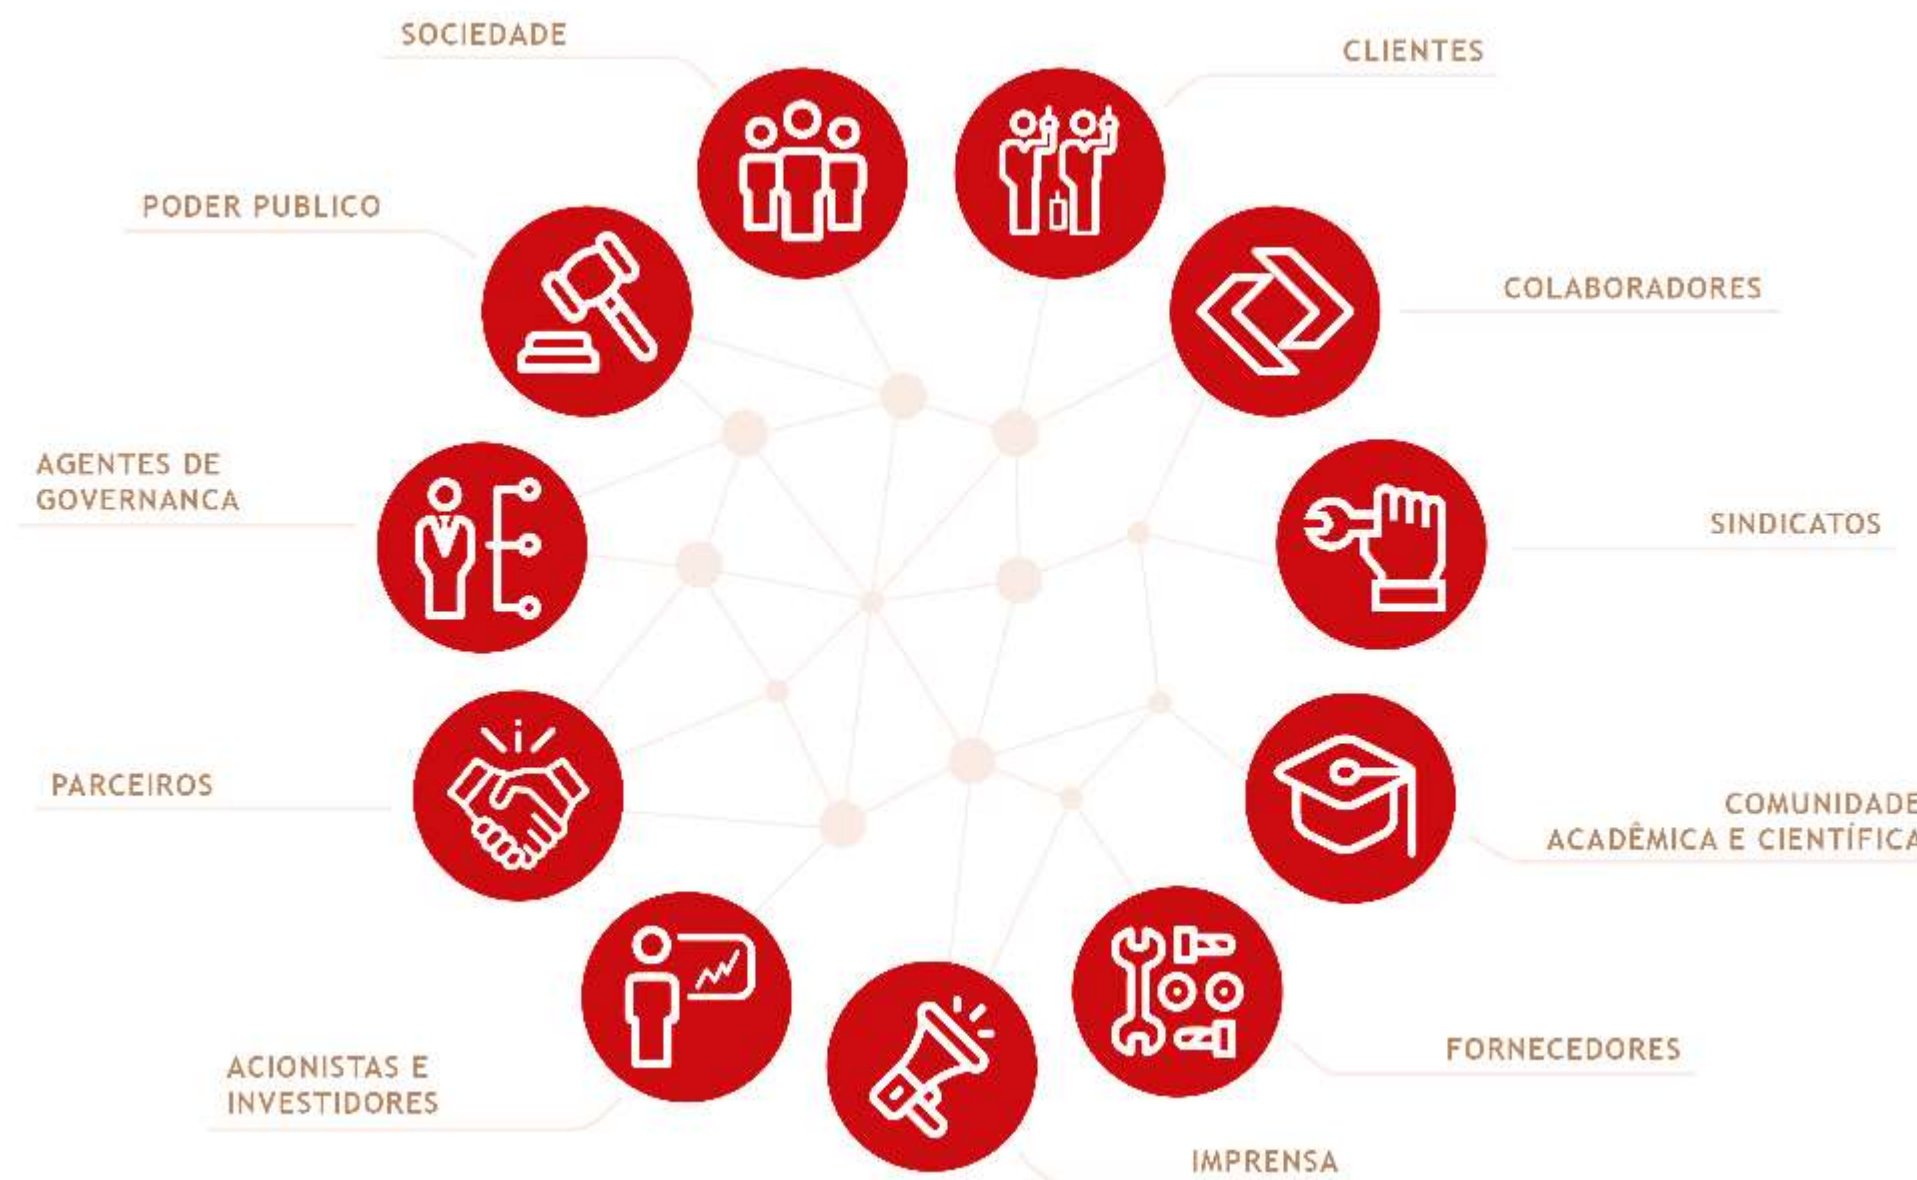 SOCIEDADE
CLIENTES
PODER PUBLICO
COLABORADORES
AGENTES DE
GOVERNANCA
SINDICATOS
PARCEIROS
COMUNIDADE
ACADÊMICA E CIENTÍFICA
ACIONISTAS E
INVESTIDORES
FORNECEDORES
IMPRENSA